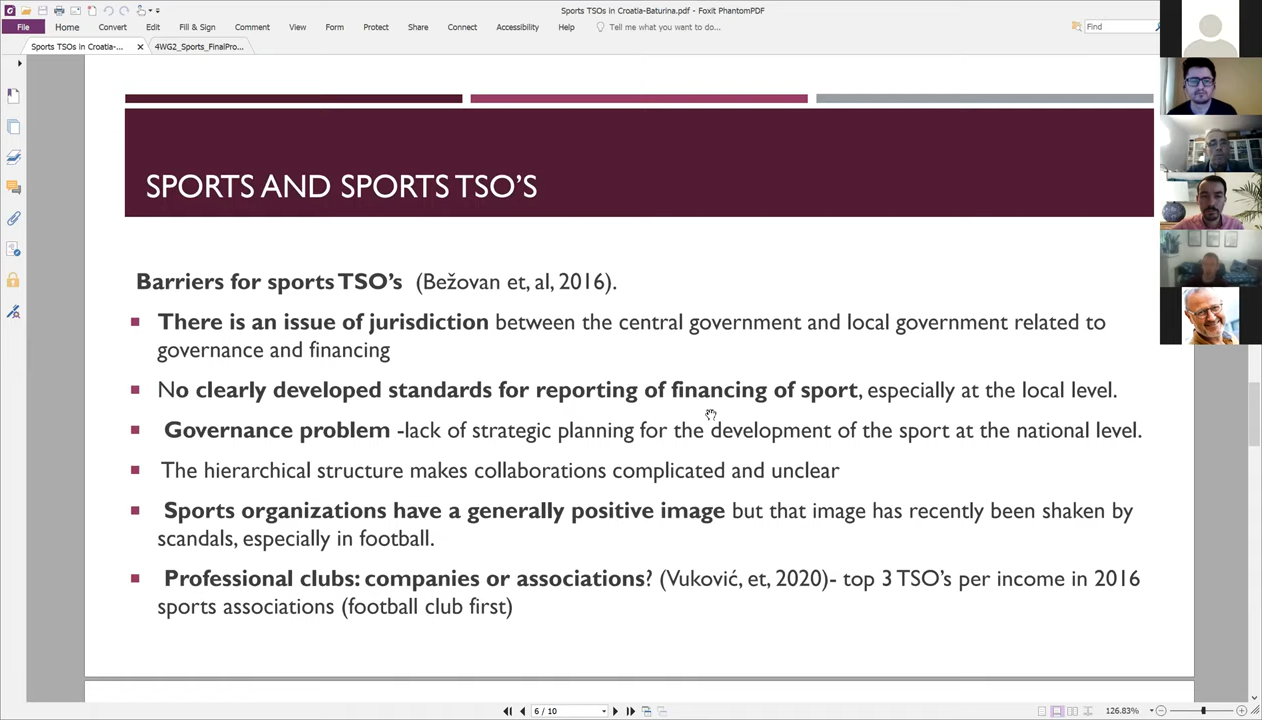 Sports TSOs in Croatia-Baturina.pdf - Foxit PhantomPDF
File Home Convert Edit Organize Sign Comment View Form Protect Share Connect Accessibility Help Tell me what you want to do... Find
Sports TSOs in Croatia-... 4WG2_Sports_FinalPro...
SPORTS AND SPORTS TSO'S
Barriers for sports TSO's (Bežovan et, al, 2016).
There is an issue of jurisdiction between the central government and local government related to
governance and financing
No clearly developed standards for reporting of financing of sport, especially at the local level.
Governance problem -lack of strategic planning for the development of the sport at the national level.
The hierarchical structure makes collaborations complicated and unclear
Sports organizations have a generally positive image but that image has recently been shaken by
scandals, especially in football.
Professional clubs: companies or associations? (Vuković, et, 2020)- top 3 TSO's per income in 2016
sports associations (football club first)
6 / 10
126.83%